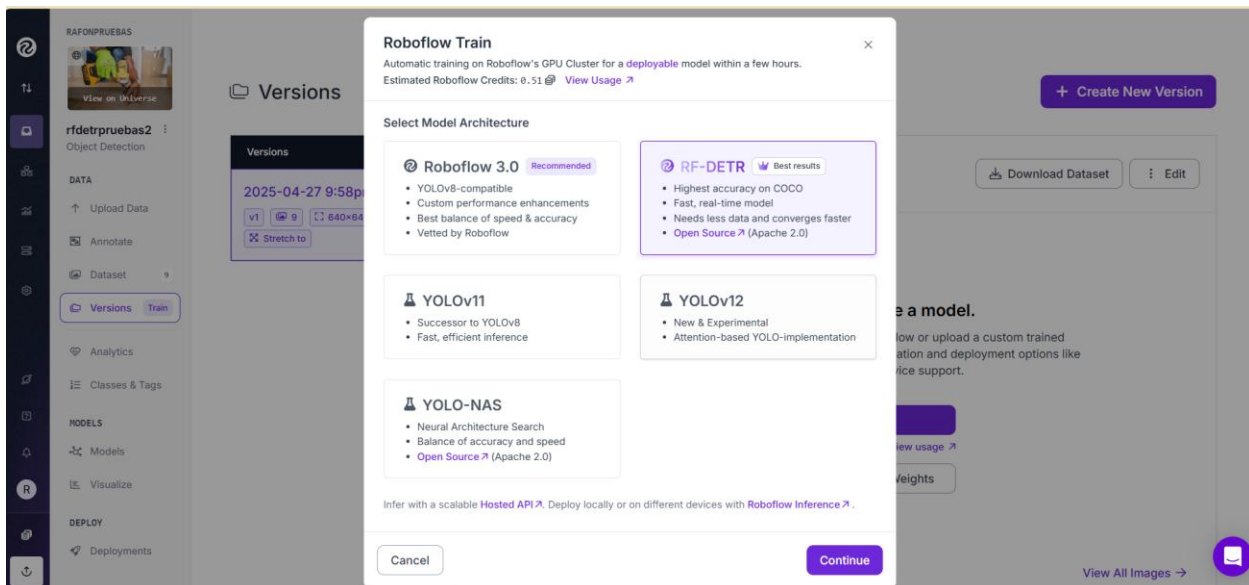 RAFONPRUEBAS
View on Universe
rfdetrpruebas2
Object Detection
DATA
Upload Data
Annotate
Dataset 9
Versions Train
Analytics
Classes & Tags
MODELS
Models
Visualize
DEPLOY
Deployments
R
Versions
+ Create New Version
Versions
2025-04-27 9:58p
v1 9 640×64
Stretch to
Download Dataset
Edit
e a model.
low or upload a custom trained
ation and deployment options like
vice support.
iew usage
Weights
View All Images →
Roboflow Train
Automatic training on Roboflow's GPU Cluster for a deployable model within a few hours.
Estimated Roboflow Credits: 0.51 View Usage
Select Model Architecture
Roboflow 3.0 Recommended
• YOLOv8-compatible
• Custom performance enhancements
• Best balance of speed & accuracy
• Vetted by Roboflow
RF-DETR Best results
• Highest accuracy on COCO
• Fast, real-time model
• Needs less data and converges faster
• Open Source (Apache 2.0)
YOLOv11
• Successor to YOLOv8
• Fast, efficient inference
YOLOv12
• New & Experimental
• Attention-based YOLO-implementation
YOLO-NAS
• Neural Architecture Search
• Balance of accuracy and speed
• Open Source (Apache 2.0)
Infer with a scalable Hosted API. Deploy locally or on different devices with Roboflow Inference.
Cancel
Continue